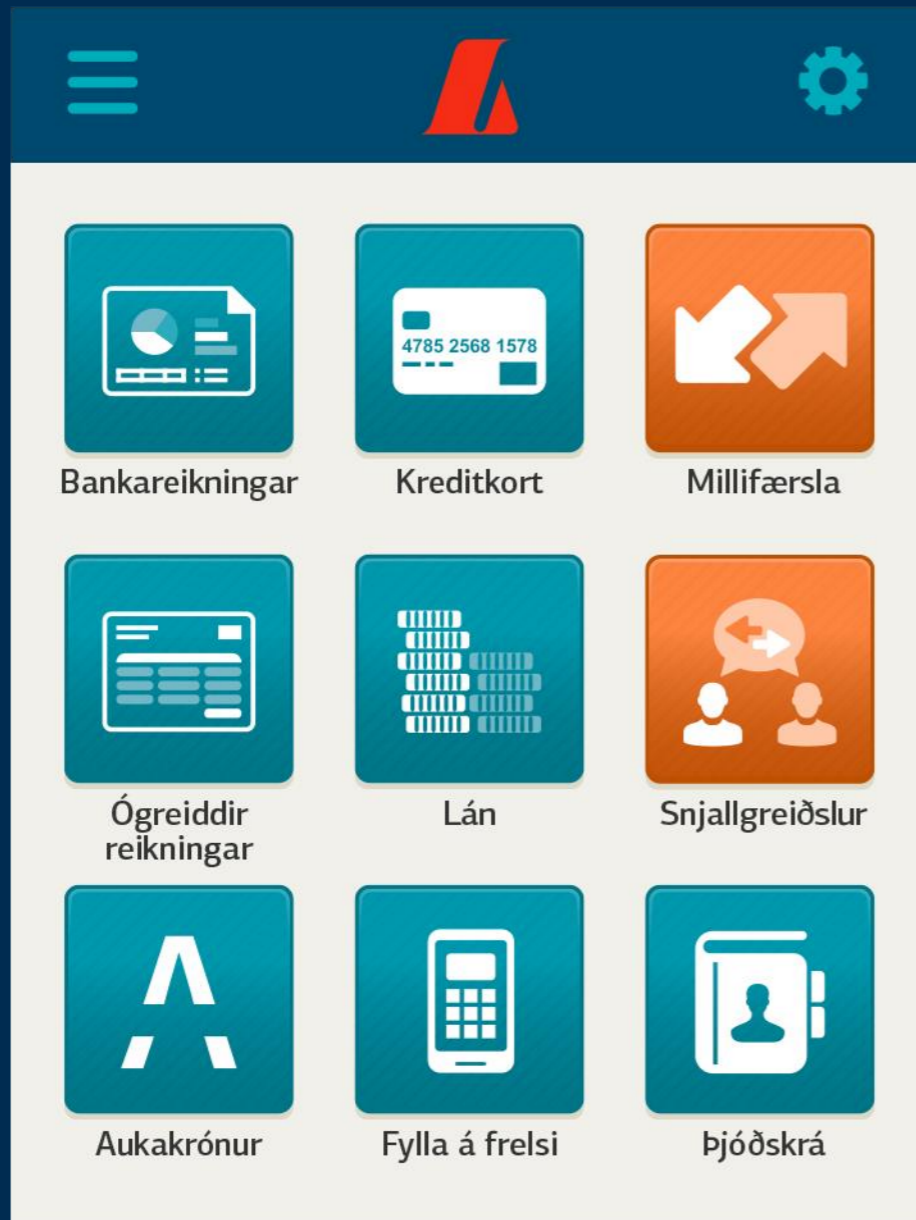 4785 2568 1578
Bankareikningar
Kreditkort
Millifærsla
Ógreiddir
reikningar
Lán
Snjallgreiðslur
Aukakrónur
Fylla á frelsi
Þjóðskrá